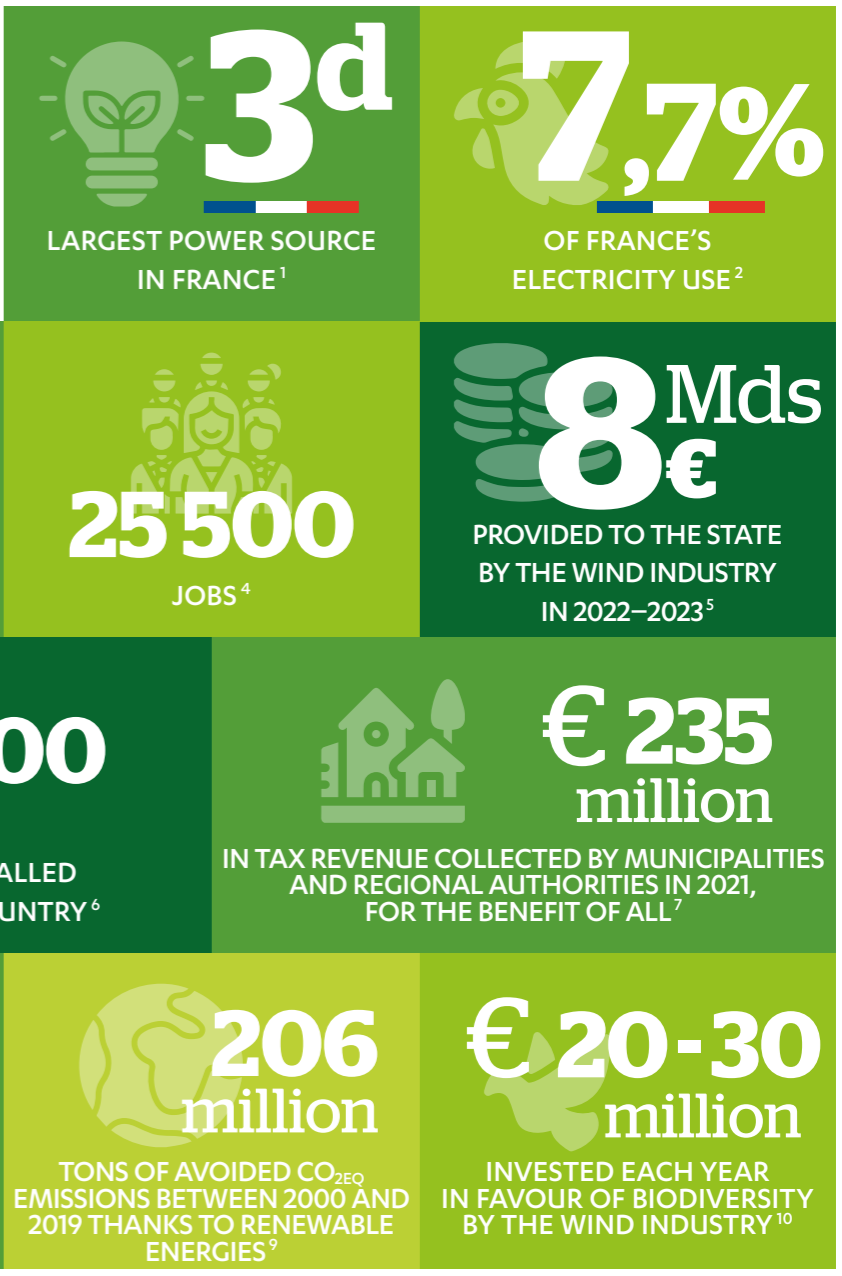 3d
LARGEST POWER SOURCE
IN FRANCE 1
7,7%
OF FRANCE'S
ELECTRICITY USE 2
25 500
JOBS 4
8 Mds
€
PROVIDED TO THE STATE
BY THE WIND INDUSTRY
IN 2022–2023 5
00
ALLED
UNTRY 6
€ 235
million
IN TAX REVENUE COLLECTED BY MUNICIPALITIES
AND REGIONAL AUTHORITIES IN 2021,
FOR THE BENEFIT OF ALL 7
206
million
TONS OF AVOIDED CO2EQ
EMISSIONS BETWEEN 2000 AND
2019 THANKS TO RENEWABLE
ENERGIES 9
€ 20-30
million
INVESTED EACH YEAR
IN FAVOUR OF BIODIVERSITY
BY THE WIND INDUSTRY 10